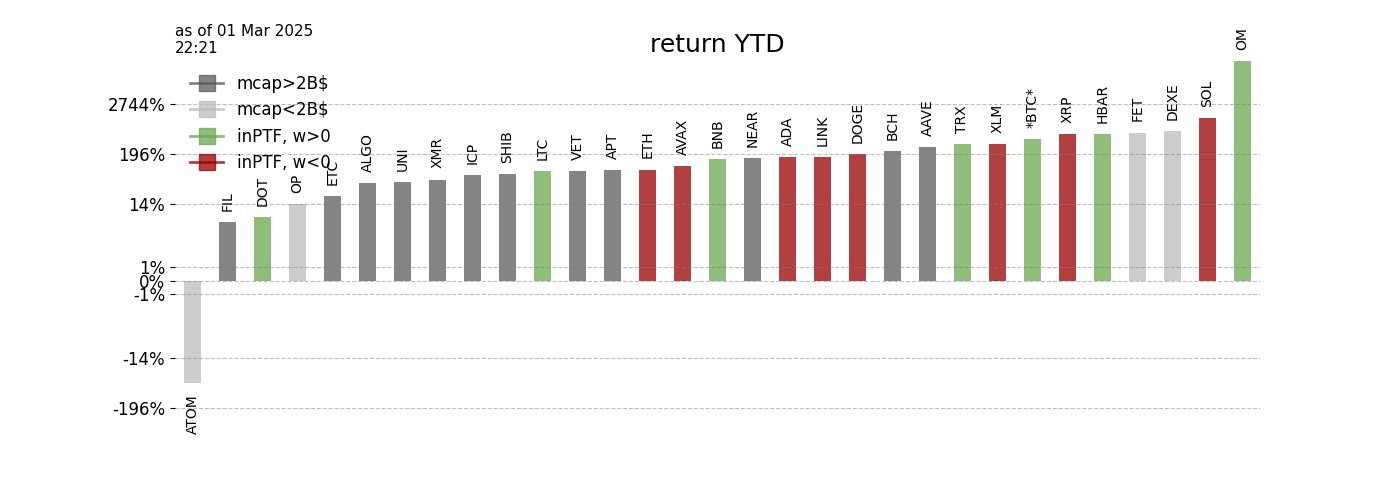 as of 01 Mar 2025
22:21
return YTD
mcap>2B$
mcap<2B$
inPTF, w>0
inPTF, w<0
2744%
196%
14%
1%
0%
-1%
-14%
-196%
ATOM
FIL
DOT
OP
ETC
ALGO
UNI
XMR
ICP
SHIB
LTC
VET
APT
ETH
AVAX
BNB
NEAR
ADA
LINK
DOGE
BCH
AAVE
TRX
XLM
*BTC*
XRP
HBAR
FET
DEXE
SOL
OM